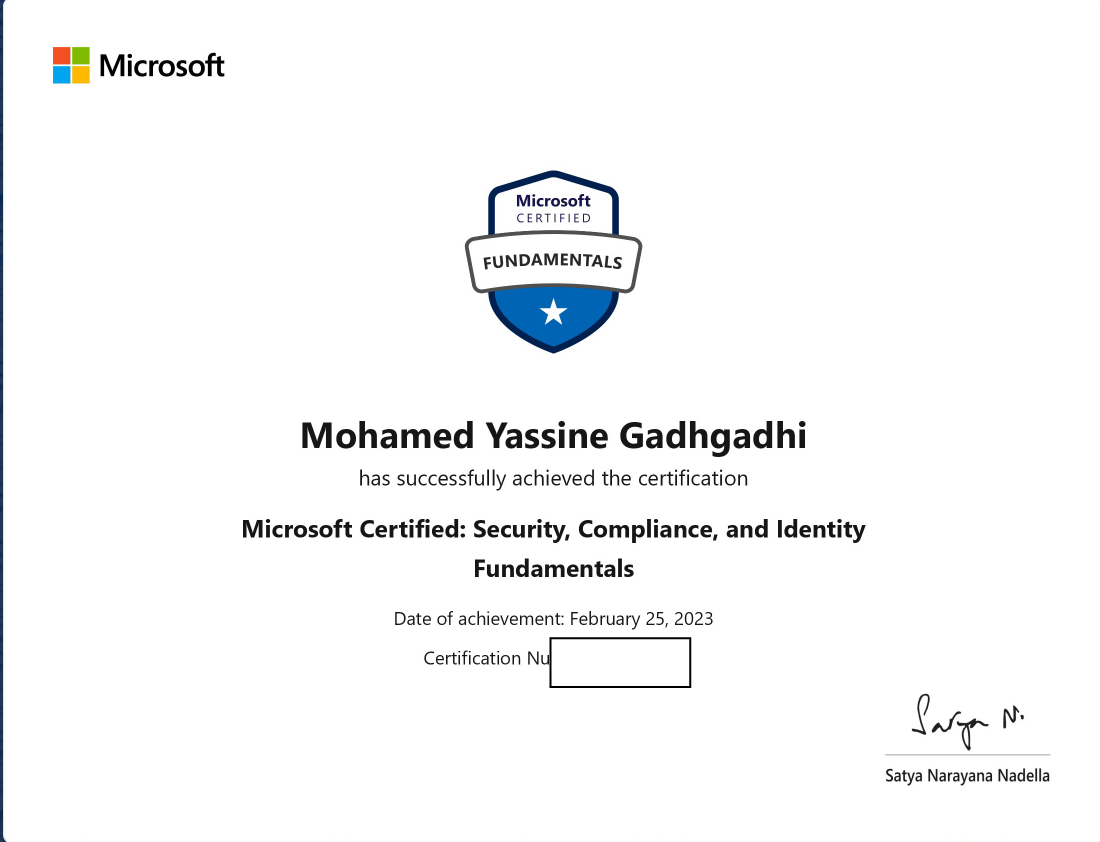 Microsoft
Microsoft
CERTIFIED
FUNDAMENTALS
Mohamed Yassine Gadhgadhi
has successfully achieved the certification
Microsoft Certified: Security, Compliance, and Identity
Fundamentals
Date of achievement: February 25, 2023
Certification Nu
Satya N.
Satya Narayana Nadella